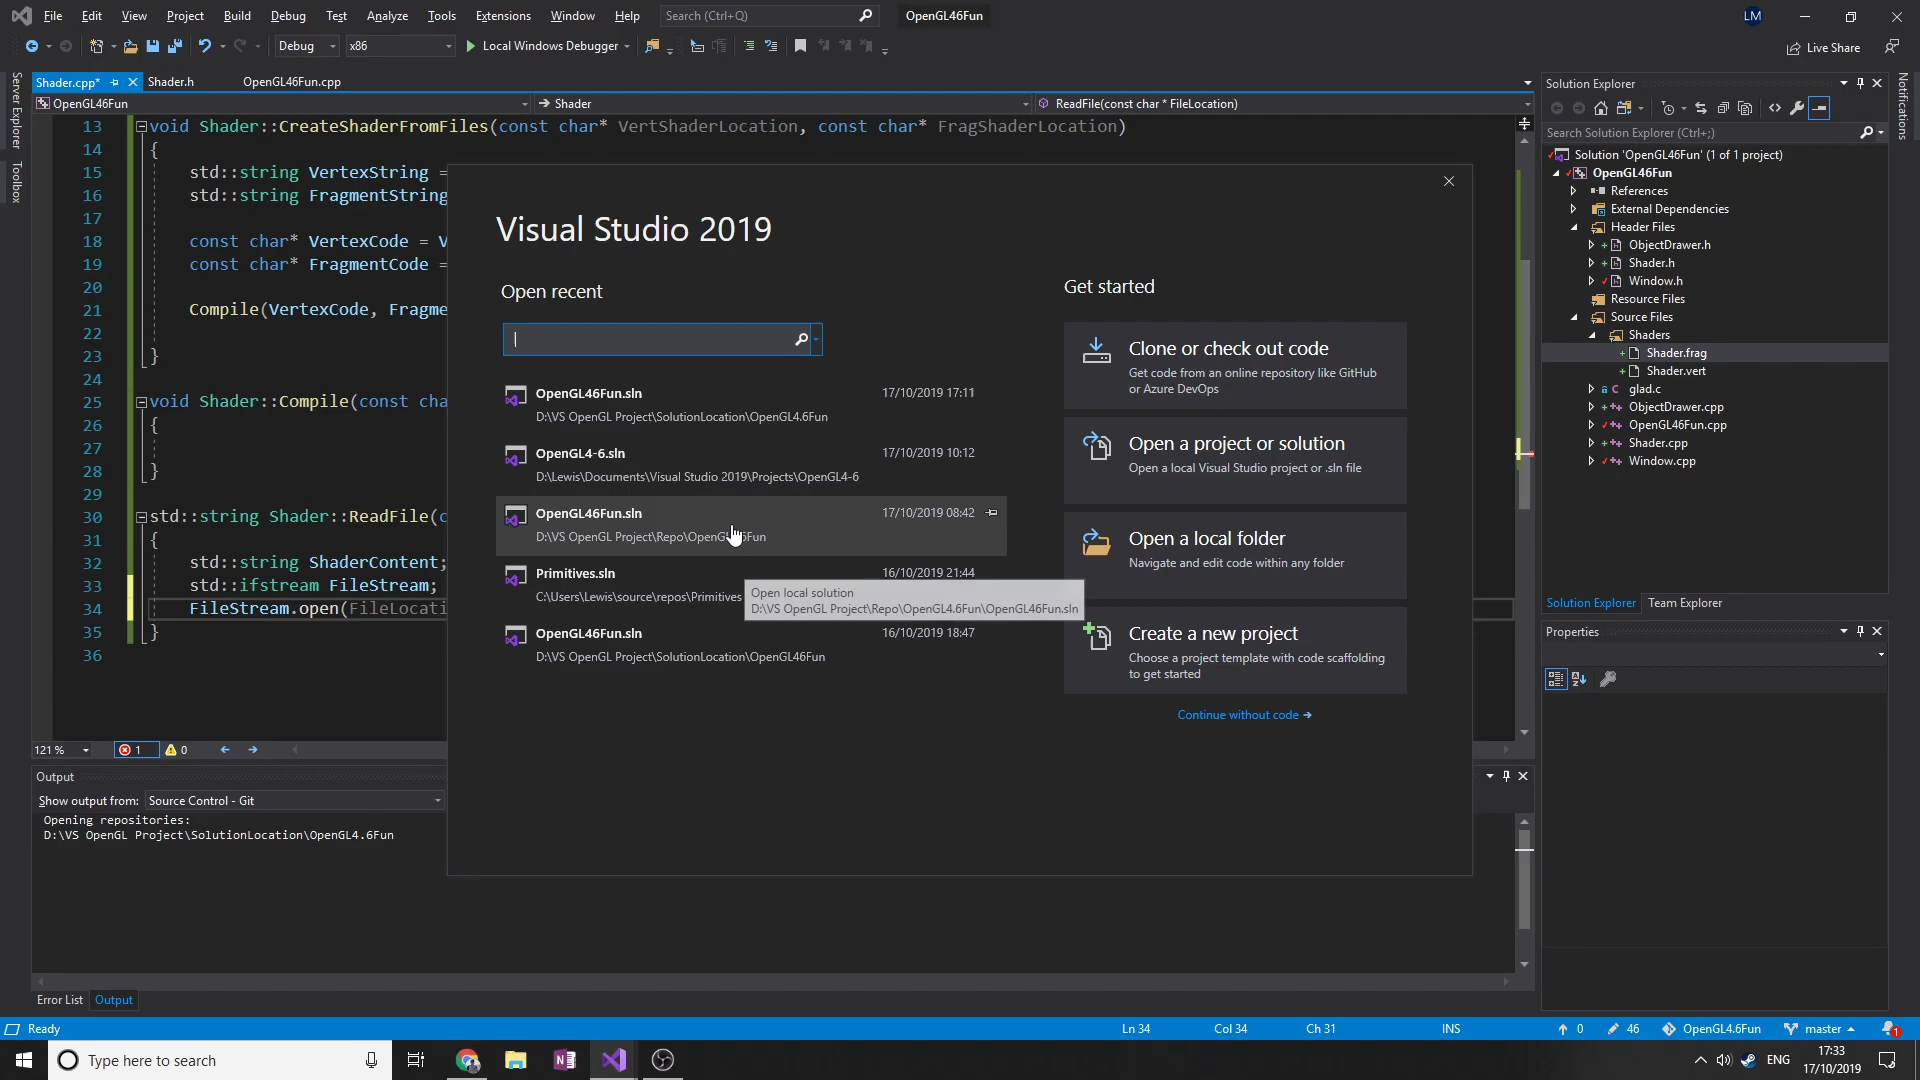 File Edit View Project Build Debug Test Analyze Tools Extensions Window Help Search (Ctrl+Q) OpenGL46Fun LM
Debug x86 Local Windows Debugger Live Share
Server Explorer
Toolbox
Notifications
Shader.cpp* Shader.h OpenGL46Fun.cpp
OpenGL46Fun Shader ReadFile(const char * FileLocation)
13 void Shader::CreateShaderFromFiles(const char* VertShaderLocation, const char* FragShaderLocation)
14 {
15 std::string VertexString =
16 std::string FragmentString
17
18 const char* VertexCode = V
19 const char* FragmentCode =
20
21 Compile(VertexCode, Fragme
22
23 }
24
25 void Shader::Compile(const cha
26 {
27
28 }
29
30 std::string Shader::ReadFile(c
31 {
32 std::string ShaderContent;
33 std::ifstream FileStream;
34 FileStream.open(FileLocati
35 }
36
121 % 1 0
Visual Studio 2019
Open recent
OpenGL46Fun.sln 17/10/2019 17:11
D:\VS OpenGL Project\SolutionLocation\OpenGL4.6Fun
OpenGL4-6.sln 17/10/2019 10:12
D:\Lewis\Documents\Visual Studio 2019\Projects\OpenGL4-6
OpenGL46Fun.sln 17/10/2019 08:42
Primitives.sln 16/10/2019 21:44
C:\Users\Lewis\source\repos\Primitives
Open local solution
D:\VS OpenGL Project\Repo\OpenGL4.6Fun\OpenGL46Fun.sln
OpenGL46Fun.sln 16/10/2019 18:47
D:\VS OpenGL Project\SolutionLocation\OpenGL46Fun
Get started
Clone or check out code
Get code from an online repository like GitHub
or Azure DevOps
Open a project or solution
Open a local Visual Studio project or .sln file
Open a local folder
Navigate and edit code within any folder
Create a new project
Choose a project template with code scaffolding
to get started
Continue without code
Solution Explorer
Search Solution Explorer (Ctrl+;)
Solution 'OpenGL46Fun' (1 of 1 project)
OpenGL46Fun
References
External Dependencies
Header Files
ObjectDrawer.h
Shader.h
Window.h
Resource Files
Source Files
Shaders
Shader.frag
Shader.vert
glad.c
ObjectDrawer.cpp
OpenGL46Fun.cpp
Shader.cpp
Window.cpp
Solution Explorer Team Explorer
Properties
Output
Show output from: Source Control - Git
Opening repositories:
D:\VS OpenGL Project\SolutionLocation\OpenGL4.6Fun
Error List Output
Ready Ln 34 Col 34 Ch 31 INS 0 46 OpenGL4.6Fun master 1
Type here to search ENG 17:33
17/10/2019